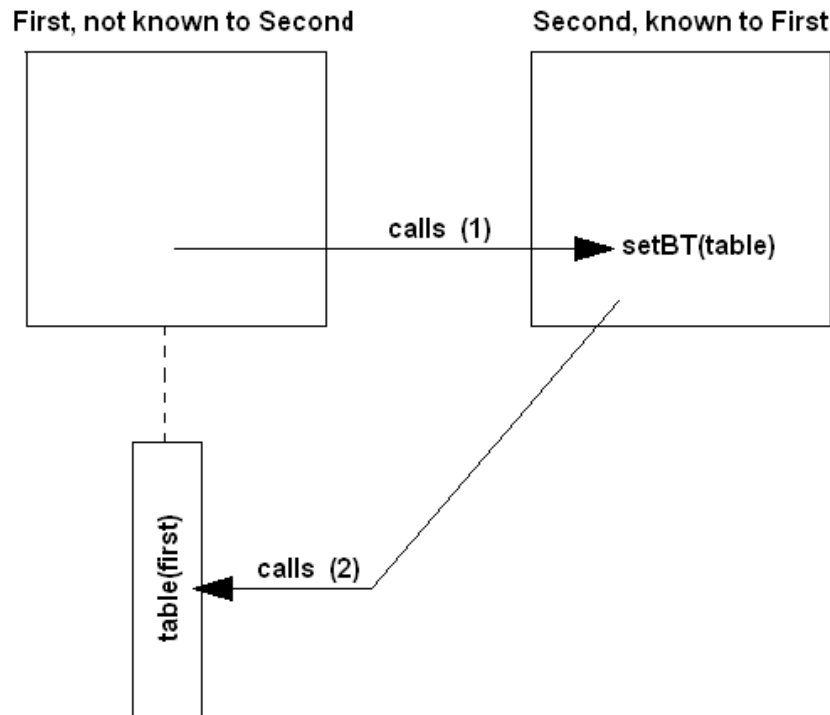 First, not known to Second
Second, known to First
calls (1)
setBT(table)
calls (2)
table(first)